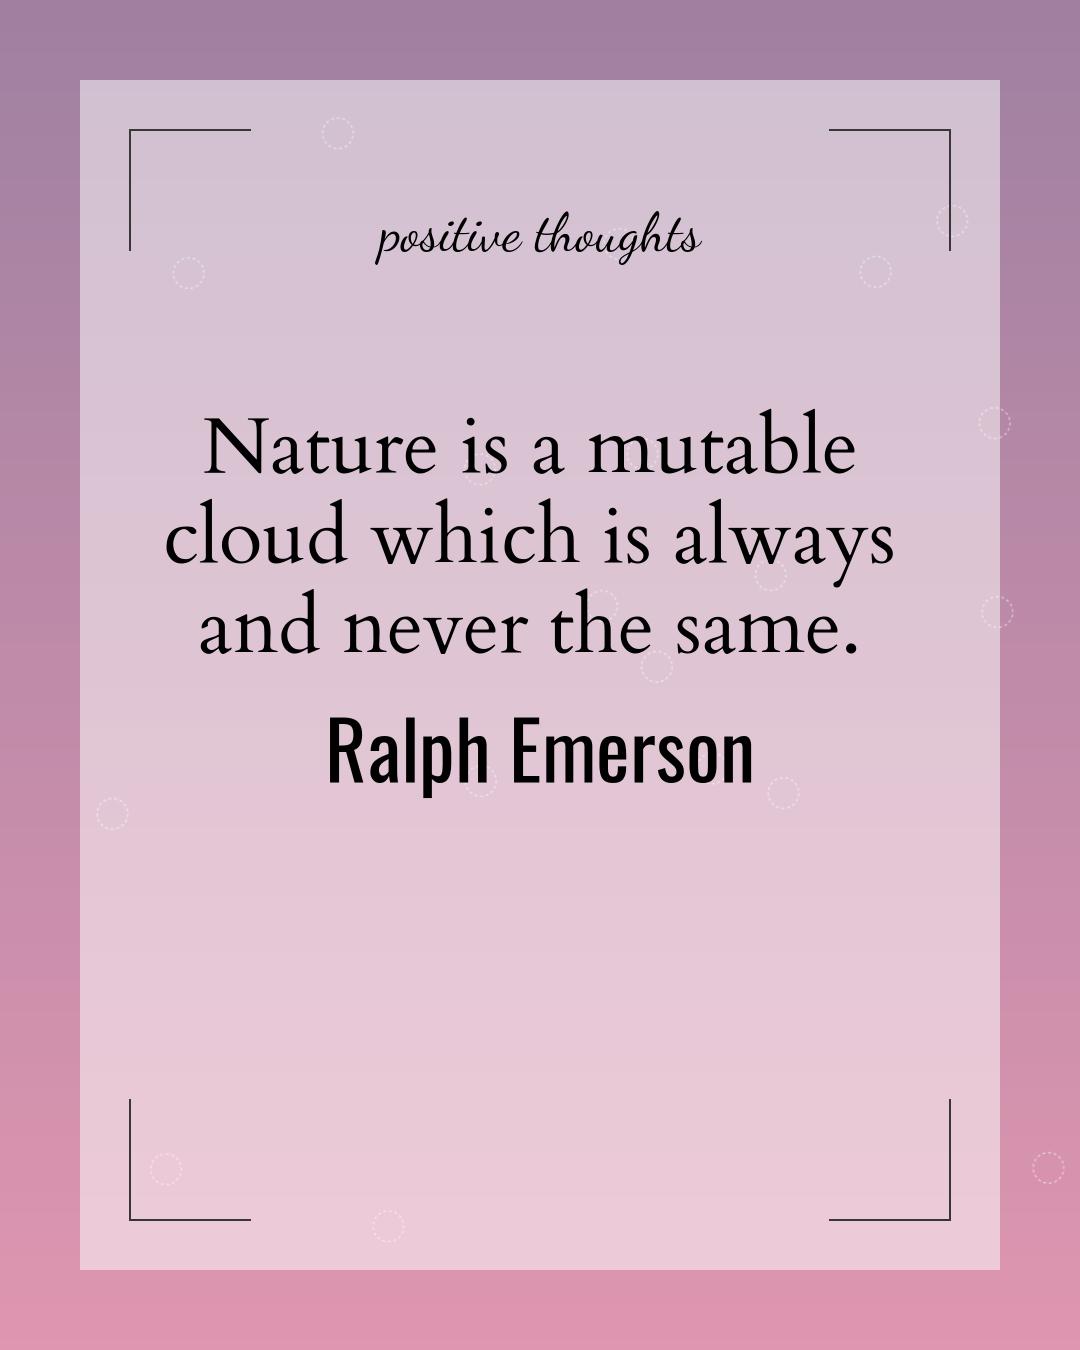 positive thoughts
Nature is a mutable
cloud which is always
and never the same.
Ralph Emerson